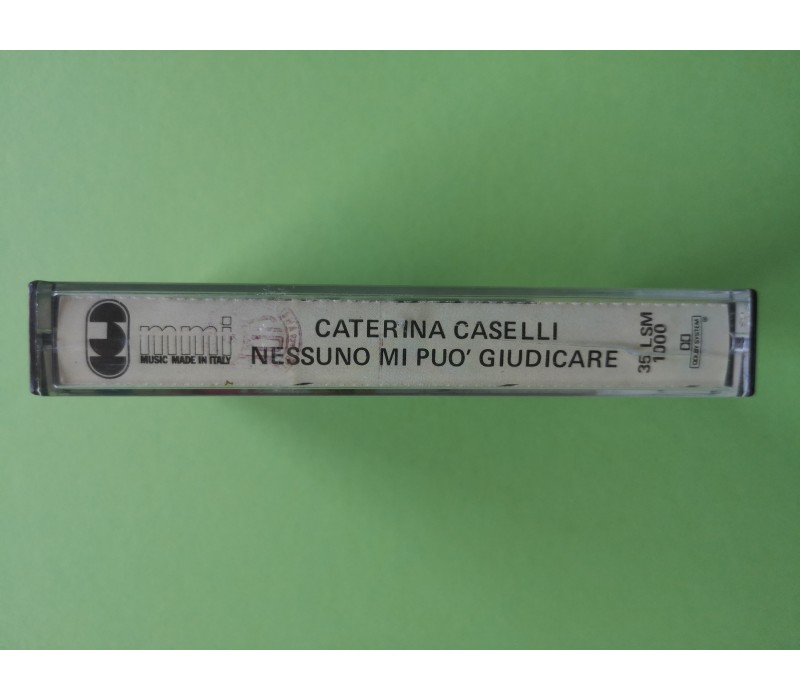 mmi
MUSIC MADE IN ITALY
CATERINA CASELLI
NESSUNO MI PUO' GIUDICARE
35 LSM
1000
DOLBY SYSTEM